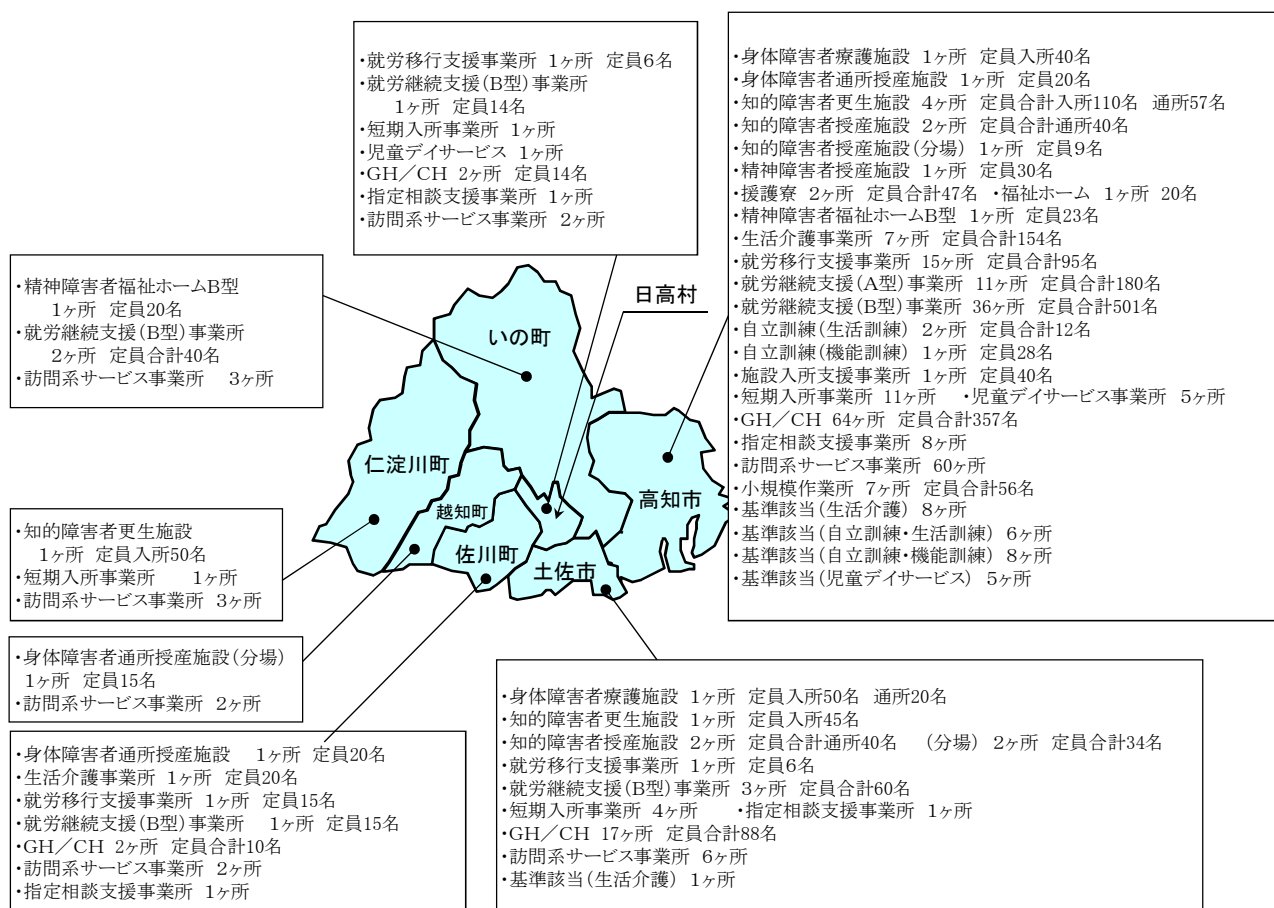 ・就労移行支援事業所 1ヶ所 定員6名
・就労継続支援(B型)事業所
1ヶ所 定員14名
・短期入所事業所 1ヶ所
・児童デイサービス 1ヶ所
・GH/CH 2ヶ所 定員14名
・指定相談支援事業所 1ヶ所
・訪問系サービス事業所 2ヶ所
・身体障害者療護施設 1ヶ所 定員入所40名
・身体障害者通所授産施設 1ヶ所 定員20名
・知的障害者更生施設 4ヶ所 定員合計入所110名 通所57名
・知的障害者授産施設 2ヶ所 定員合計通所40名
・知的障害者授産施設(分場) 1ヶ所 定員9名
・精神障害者授産施設 1ヶ所 定員30名
・援護寮 2ヶ所 定員合計47名 ・福祉ホーム 1ヶ所 20名
・精神障害者福祉ホームB型 1ヶ所 定員23名
・生活介護事業所 7ヶ所 定員合計154名
・就労移行支援事業所 15ヶ所 定員合計95名
・就労継続支援(A型)事業所 11ヶ所 定員合計180名
・就労継続支援(B型)事業所 36ヶ所 定員合計501名
・自立訓練(生活訓練) 2ヶ所 定員合計12名
・自立訓練(機能訓練) 1ヶ所 定員28名
・施設入所支援事業所 1ヶ所 定員40名
・短期入所事業所 11ヶ所 ・児童デイサービス事業所 5ヶ所
・GH/CH 64ヶ所 定員合計357名
・指定相談支援事業所 8ヶ所
・訪問系サービス事業所 60ヶ所
・小規模作業所 7ヶ所 定員合計56名
・基準該当(生活介護) 8ヶ所
・基準該当(自立訓練・生活訓練) 6ヶ所
・基準該当(自立訓練・機能訓練) 8ヶ所
・基準該当(児童デイサービス) 5ヶ所
・精神障害者福祉ホームB型
1ヶ所 定員20名
・就労継続支援(B型)事業所
2ヶ所 定員合計40名
・訪問系サービス事業所 3ヶ所
日高村
いの町
仁淀川町
越知町
佐川町
土佐市
高知市
・知的障害者更生施設
1ヶ所 定員入所50名
・短期入所事業所 1ヶ所
・訪問系サービス事業所 3ヶ所
・身体障害者通所授産施設(分場)
1ヶ所 定員15名
・訪問系サービス事業所 2ヶ所
・身体障害者通所授産施設 1ヶ所 定員20名
・生活介護事業所 1ヶ所 定員20名
・就労移行支援事業所 1ヶ所 定員15名
・就労継続支援(B型)事業所 1ヶ所 定員15名
・GH/CH 2ヶ所 定員合計10名
・訪問系サービス事業所 2ヶ所
・指定相談支援事業所 1ヶ所
・身体障害者療護施設 1ヶ所 定員入所50名 通所20名
・知的障害者更生施設 1ヶ所 定員入所45名
・知的障害者授産施設 2ヶ所 定員合計通所40名 (分場) 2ヶ所 定員合計34名
・就労移行支援事業所 1ヶ所 定員6名
・就労継続支援(B型)事業所 3ヶ所 定員合計60名
・短期入所事業所 4ヶ所 ・指定相談支援事業所 1ヶ所
・GH/CH 17ヶ所 定員合計88名
・訪問系サービス事業所 6ヶ所
・基準該当(生活介護) 1ヶ所